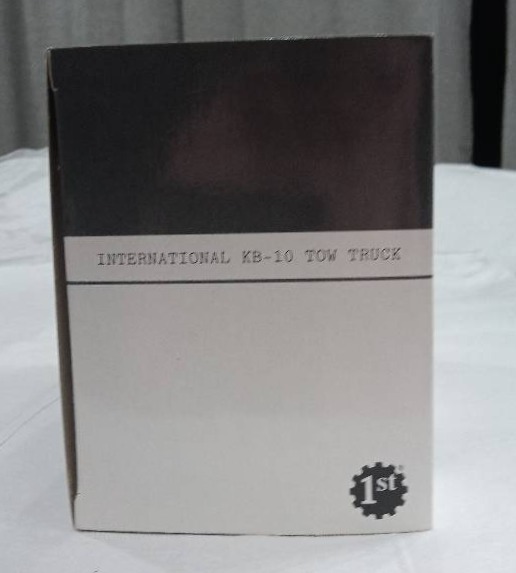 INTERNATIONAL KB-10 TOW TRUCK
1st